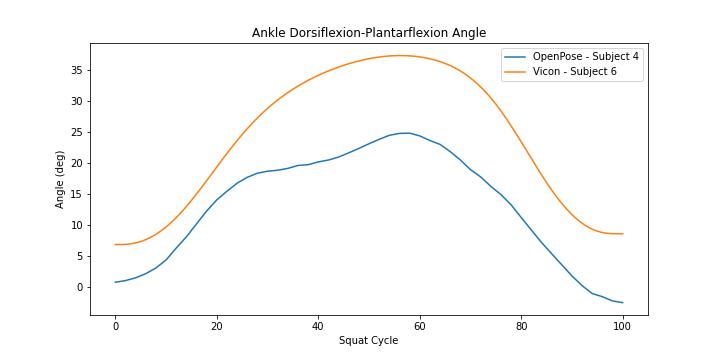 Ankle Dorsiflexion-Plantarflexion Angle
OpenPose - Subject 4
Vicon - Subject 6
35
30
25
20
15
10
5
0
Angle (deg)
0 20 40 60 80 100
Squat Cycle